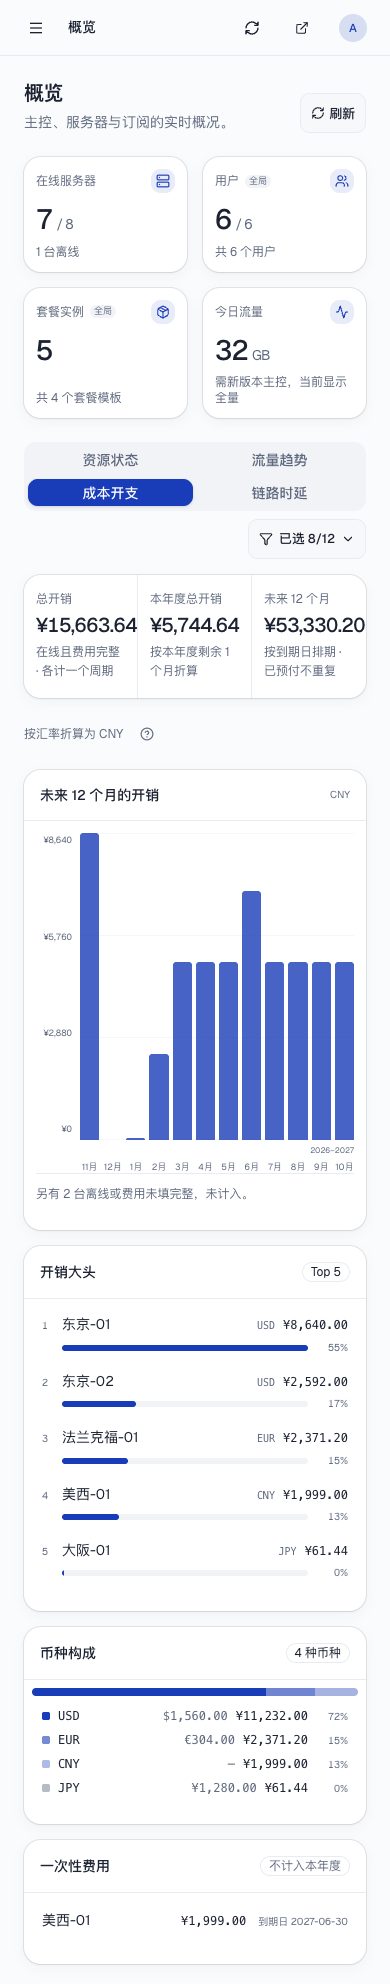 概览
A
概览
主控、服务器与订阅的实时概况。
刷新
在线服务器
7 / 8
1 台离线
用户 全局
6 / 6
共 6 个用户
套餐实例 全局
5
共 4 个套餐模板
今日流量
32 GB
需新版本主控，当前显示
全量
资源状态
流量趋势
成本开支
链路时延
已选 8/12
总开销
¥15,663.64
在线且费用完整
· 各计一个周期
本年度总开销
¥5,744.64
按本年度剩余 1
个月折算
未来 12 个月
¥53,330.20
按到期日排期 ·
已预付不重复
按汇率折算为 CNY
未来 12 个月的开销
CNY
¥8,640
¥5,760
¥2,880
¥0
2026–2027
11月 12月 1月 2月 3月 4月 5月 6月 7月 8月 9月 10月
另有 2 台离线或费用未填完整，未计入。
开销大头
Top 5
1 东京-01 USD ¥8,640.00
55%
2 东京-02 USD ¥2,592.00
17%
3 法兰克福-01 EUR ¥2,371.20
15%
4 美西-01 CNY ¥1,999.00
13%
5 大阪-01 JPY ¥61.44
0%
币种构成
4 种币种
USD $1,560.00 ¥11,232.00 72%
EUR €304.00 ¥2,371.20 15%
CNY — ¥1,999.00 13%
JPY ¥1,280.00 ¥61.44 0%
一次性费用
不计入本年度
美西-01 ¥1,999.00 到期日 2027-06-30